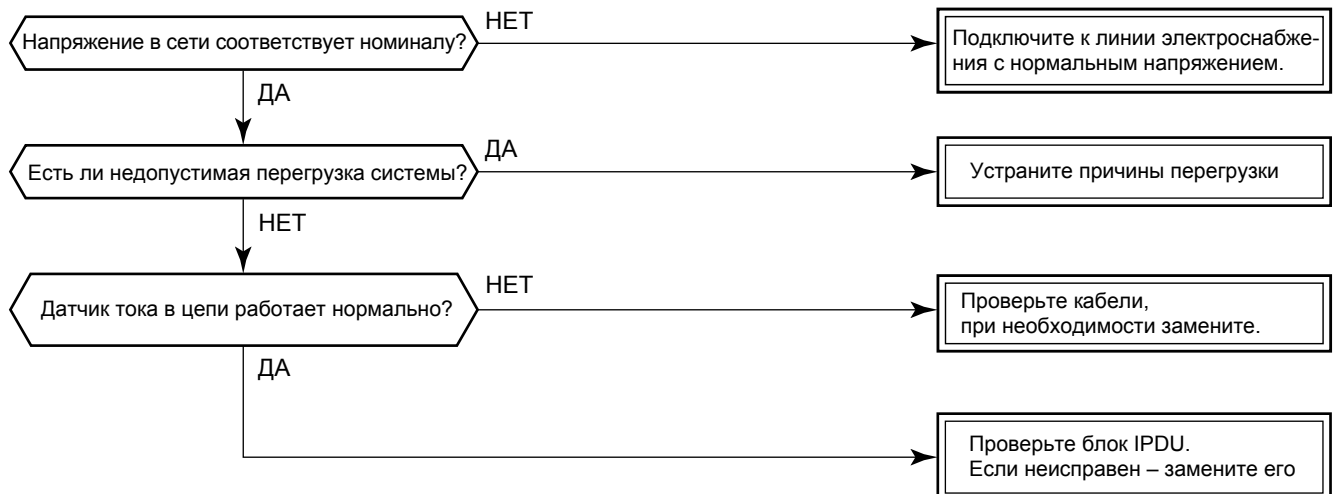 Напряжение в сети соответствует номиналу?
НЕТ
Подключите к линии электроснабже-
ния с нормальным напряжением.
ДА
Есть ли недопустимая перегрузка системы?
ДА
Устраните причины перегрузки
НЕТ
Датчик тока в цепи работает нормально?
НЕТ
Проверьте кабели,
при необходимости замените.
ДА
Проверьте блок IPDU.
Если неисправен – замените его